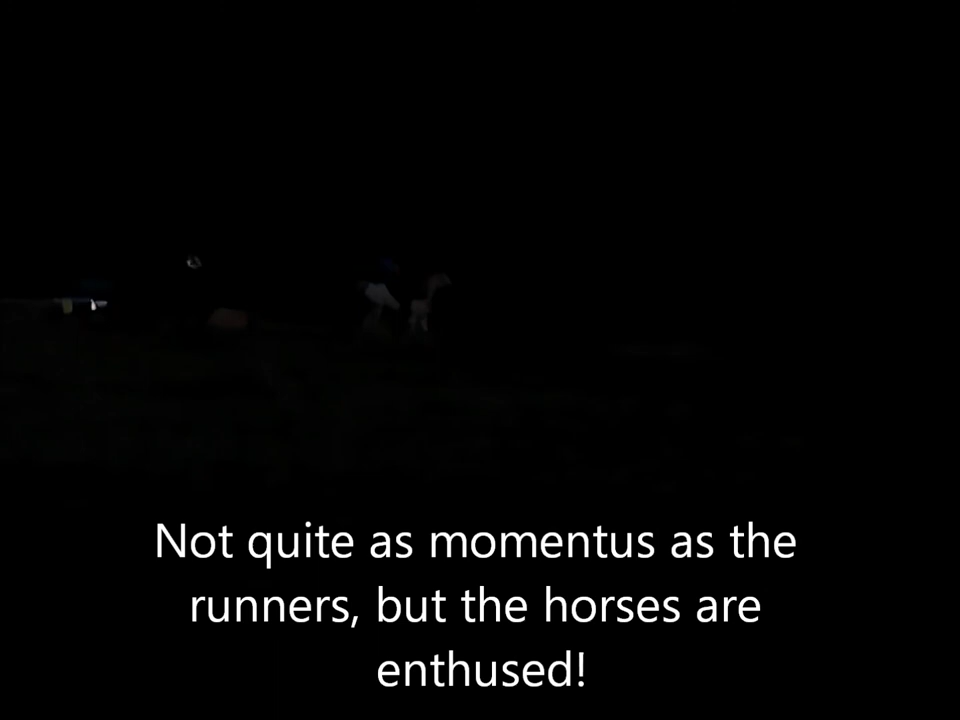 Not quite as momentus as the
runners, but the horses are
enthused!